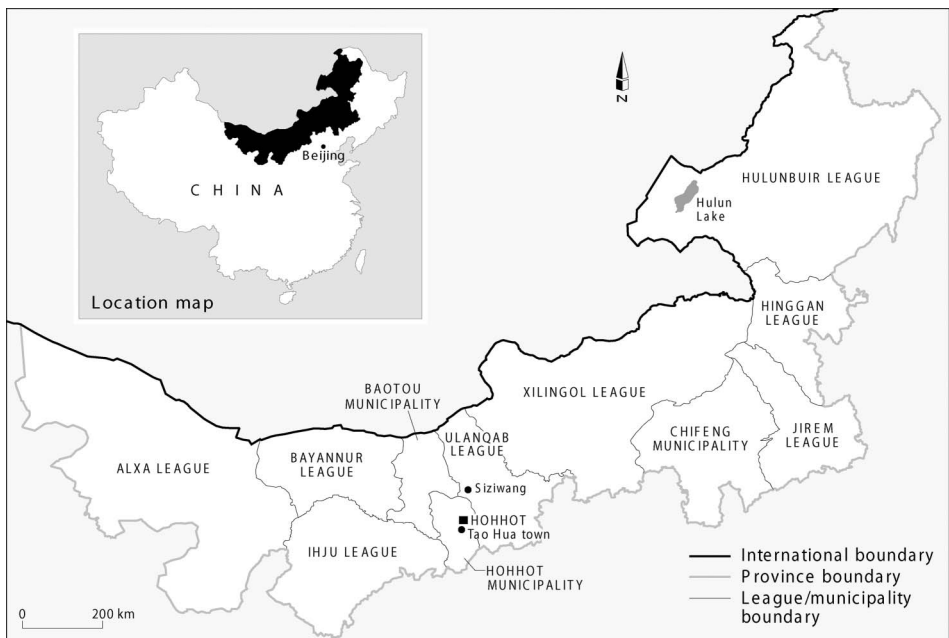 Beijing
C H I N A
Location map
N
HULUNBUIR LEAGUE
Hulun
Lake
HINGGAN
LEAGUE
BAOTOU
MUNICIPALITY
XILINGOL LEAGUE
ULANQAB
LEAGUE
CHIFENG
MUNICIPALITY
JIREM
LEAGUE
ALXA LEAGUE
BAYANNUR
LEAGUE
Siziwang
HOHHOT
Tao Hua town
IHJU LEAGUE
HOHHOT
MUNICIPALITY
International boundary
Province boundary
League/municipality
boundary
0 200 km